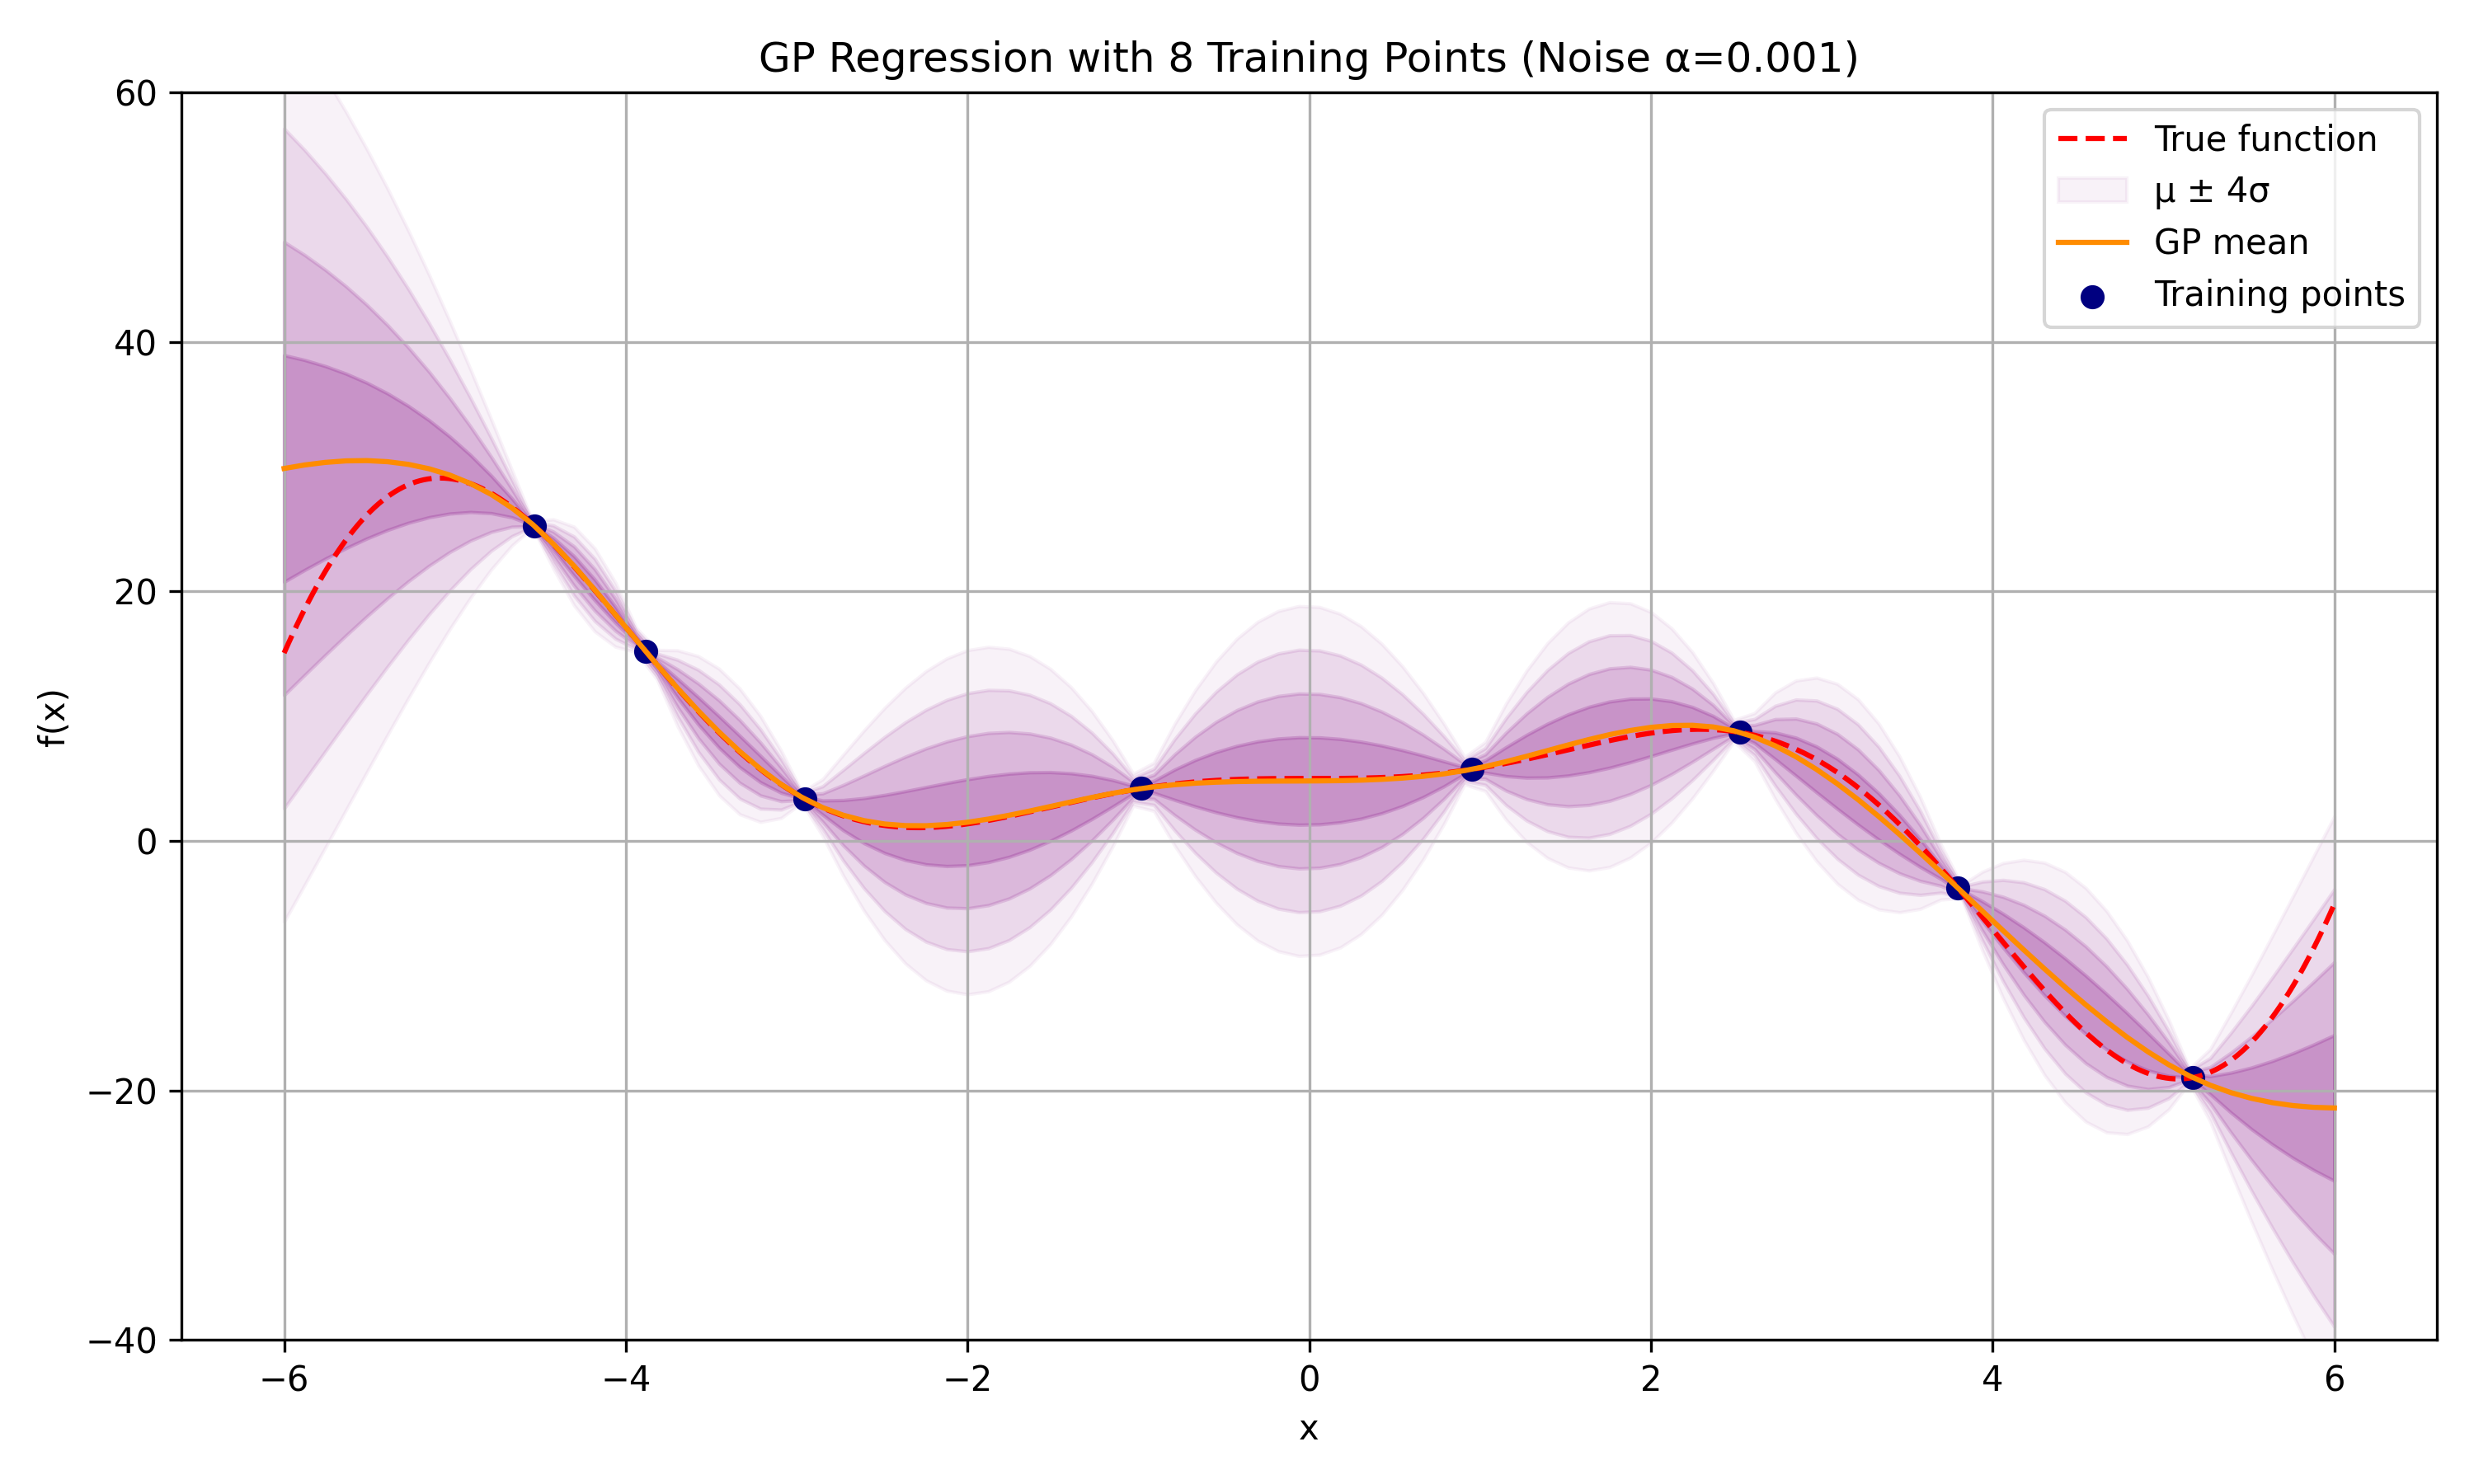 GP Regression with 8 Training Points (Noise α=0.001)
60
40
20
0
−20
−40
f(x)
True function
μ ± 4σ
GP mean
Training points
−6
−4
−2
0
2
4
6
x